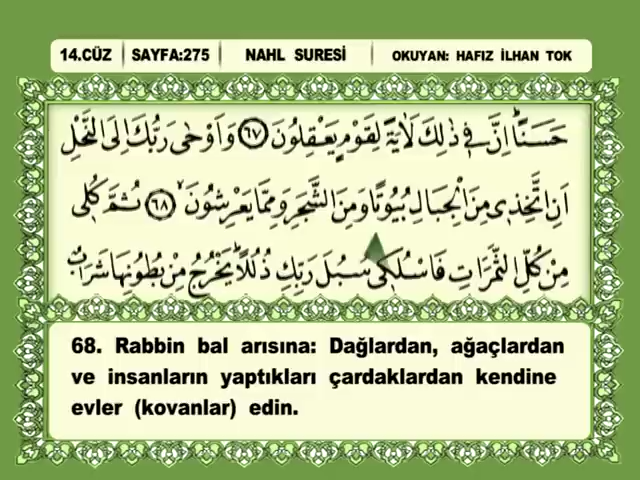 14.CÜZ SAYFA:275 NAHL SURESİ OKUYAN: HAFIZ İLHAN TOK
حَسَنًاۜ اِنَّ ف۪ي ذٰلِكَ لَاٰيَةً لِقَوْمٍ يَعْقِلُونَ ﴿٦٧﴾ وَاَوْحٰى رَبُّكَ اِلَى النَّحْلِ
اَنِ اتَّخِذ۪ي مِنَ الْجِبَالِ بُيُوتًا وَمِنَ الشَّجَرِ وَمِمَّا يَعْرِشُونَۙ ﴿٦٨﴾ ثُمَّ كُل۪ي
مِنْ كُلِّ الثَّمَرَاتِ فَاسْلُك۪ي سُبُلَ رَبِّكِ ذُلُلًاۜ يَخْرُجُ مِنْ بُطُونِهَا شَرَابٌ
68. Rabbin bal arısına: Dağlardan, ağaçlardan
ve insanların yaptıkları çardaklardan kendine
evler (kovanlar) edin.